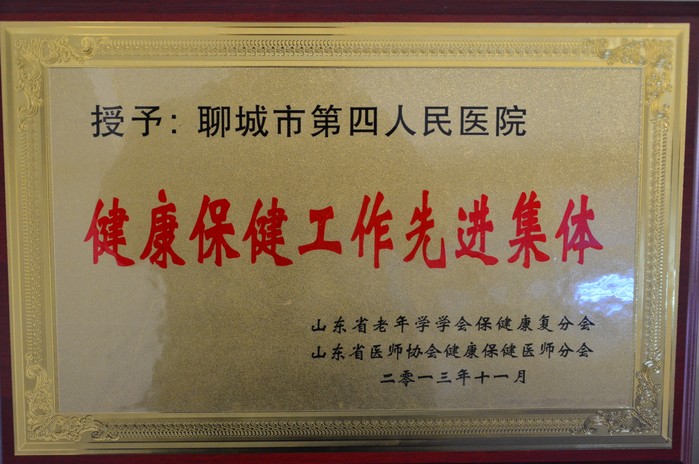 授予：聊城市第四人民医院
健康保健工作先进集体
山东省老年学学会保健康复分会
山东省医师协会健康保健医师分会
二零一三年十一月